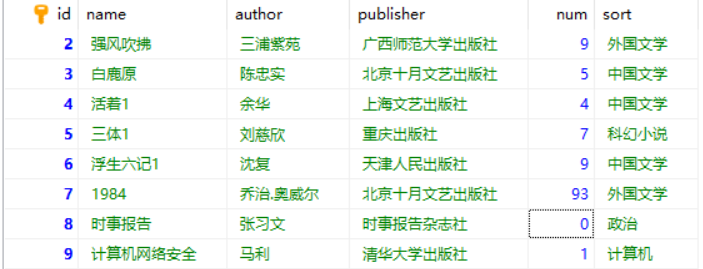 id name author publisher num sort
2 强风吹拂 三浦紫苑 广西师范大学出版社 9 外国文学
3 白鹿原 陈忠实 北京十月文艺出版社 5 中国文学
4 活着1 余华 上海文艺出版社 4 中国文学
5 三体1 刘慈欣 重庆出版社 7 科幻小说
6 浮生六记1 沈复 天津人民出版社 9 中国文学
7 1984 乔治.奥威尔 北京十月文艺出版社 93 外国文学
8 时事报告 张习文 时事报告杂志社 0 政治
9 计算机网络安全 马利 清华大学出版社 1 计算机